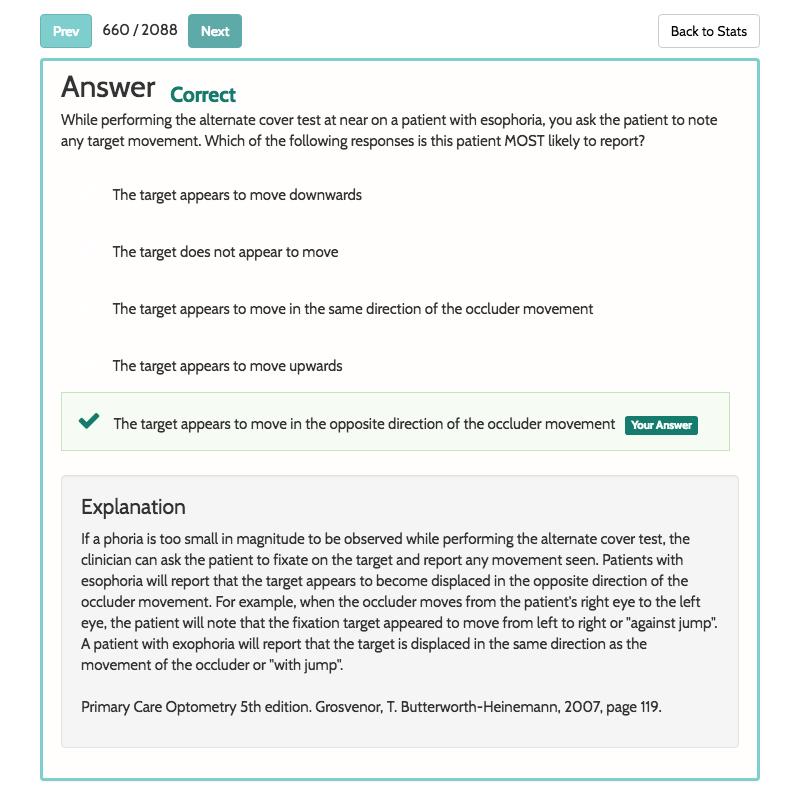 Prev 660 / 2088 Next Back to Stats
Answer Correct
While performing the alternate cover test at near on a patient with esophoria, you ask the patient to note
any target movement. Which of the following responses is this patient MOST likely to report?
The target appears to move downwards
The target does not appear to move
The target appears to move in the same direction of the occluder movement
The target appears to move upwards
The target appears to move in the opposite direction of the occluder movement Your Answer
Explanation
If a phoria is too small in magnitude to be observed while performing the alternate cover test, the
clinician can ask the patient to fixate on the target and report any movement seen. Patients with
esophoria will report that the target appears to become displaced in the opposite direction of the
occluder movement. For example, when the occluder moves from the patient's right eye to the left
eye, the patient will note that the fixation target appeared to move from left to right or "against jump".
A patient with exophoria will report that the target is displaced in the same direction as the
movement of the occluder or "with jump".
Primary Care Optometry 5th edition. Grosvenor, T. Butterworth-Heinemann, 2007, page 119.